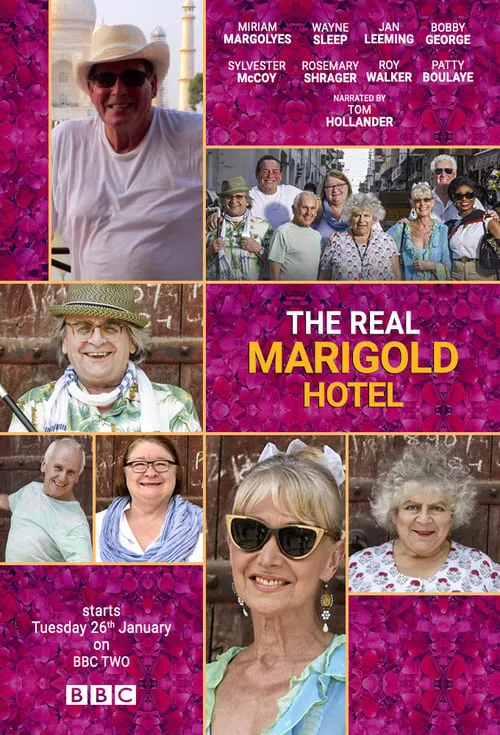 MIRIAM
MARGOLYES
WAYNE
SLEEP
JAN
LEEMING
BOBBY
GEORGE
SYLVESTER
McCOY
ROSEMARY
SHRAGER
ROY
WALKER
PATTY
BOULAYE
NARRATED BY
TOM
HOLLANDER
THE REAL
MARIGOLD
HOTEL
starts
Tuesday 26th January
on
BBC TWO
BBC